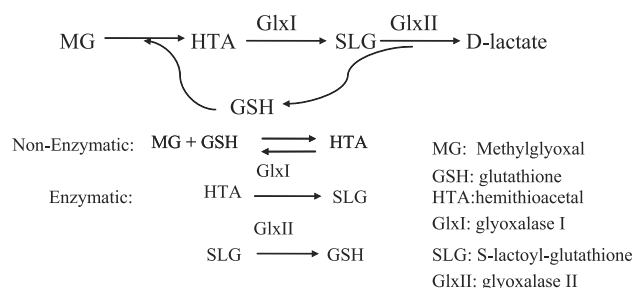 GlxI GlxII
MG HTA SLG D-lactate
GSH
Non-Enzymatic: MG + GSH HTA
GlxI
Enzymatic: HTA SLG
GlxII
SLG GSH
MG: Methylglyoxal
GSH: glutathione
HTA:hemithioacetal
GlxI: glyoxalase I
SLG: S-lactoyl-glutathione
GlxII: glyoxalase II